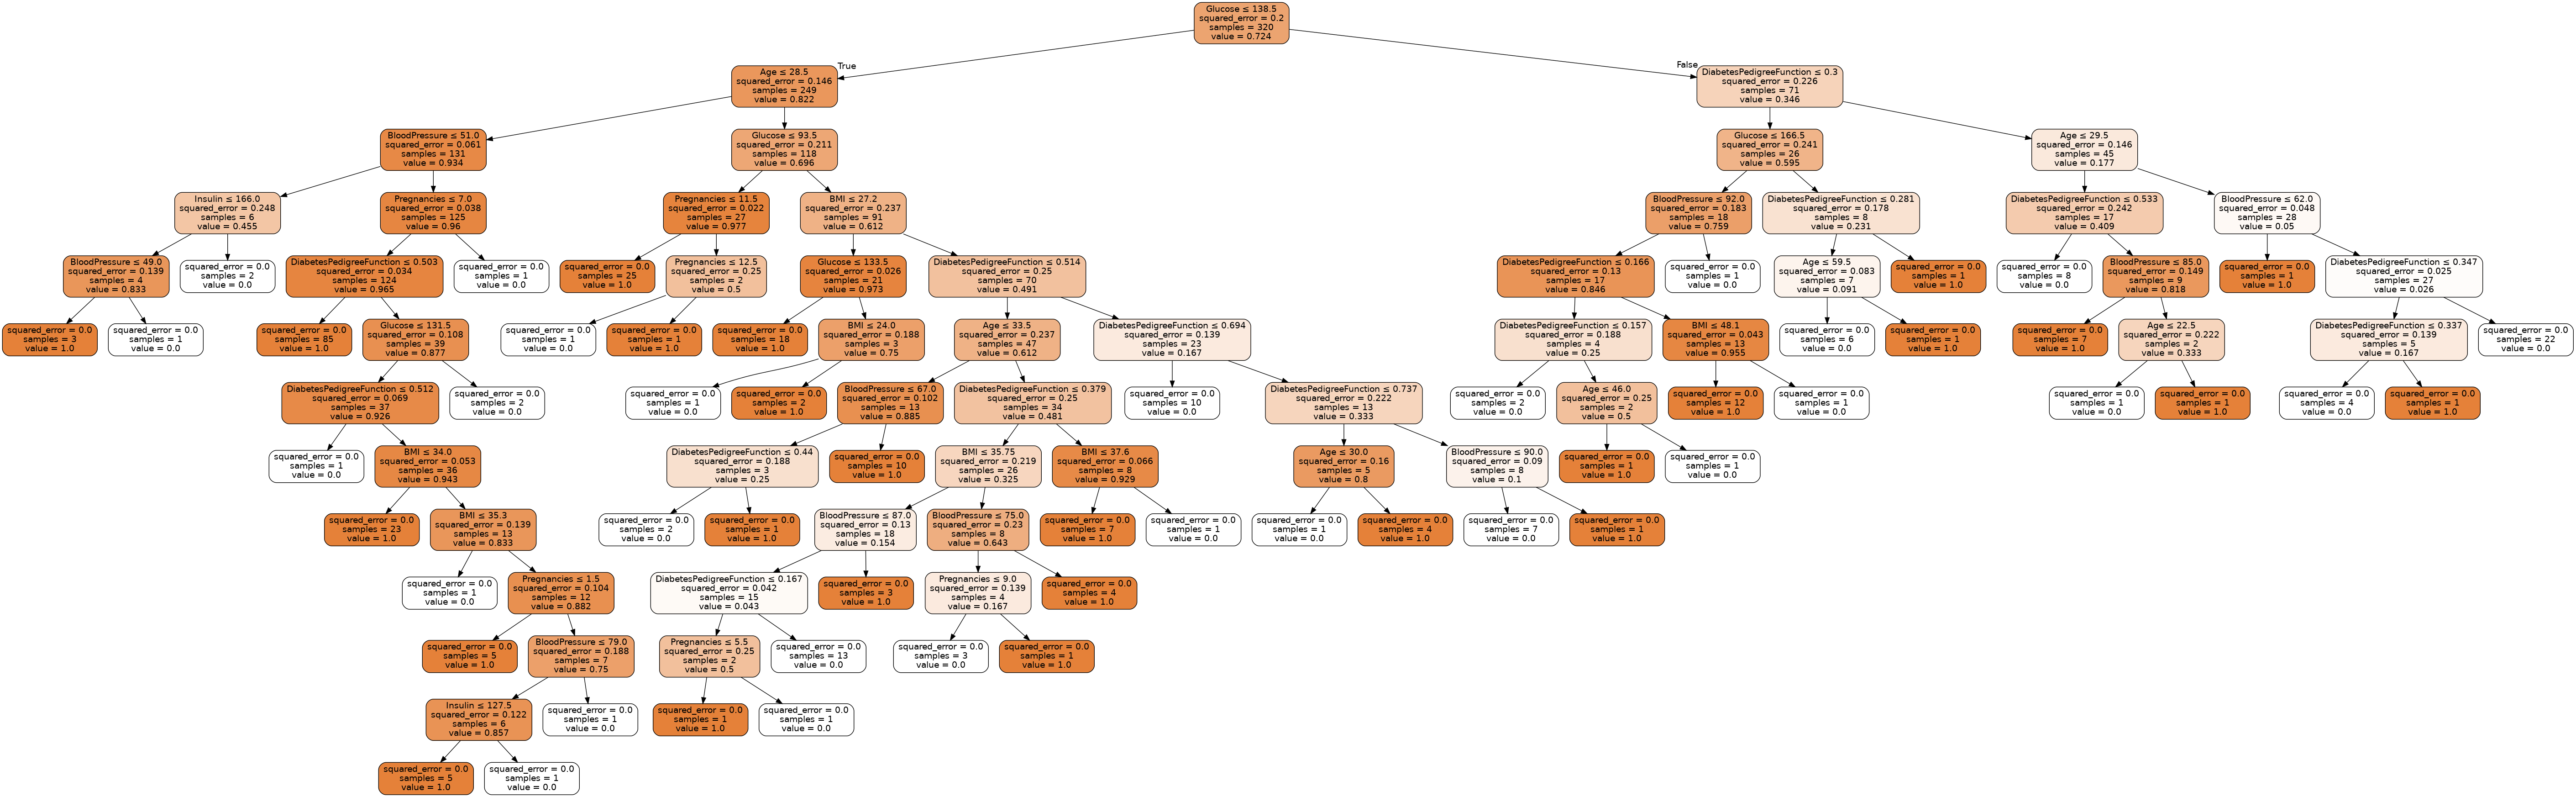 Glucose ≤ 138.5
squared_error = 0.2
samples = 320
value = 0.724
True
False
Age ≤ 28.5
squared_error = 0.146
samples = 249
value = 0.822
DiabetesPedigreeFunction ≤ 0.3
squared_error = 0.226
samples = 71
value = 0.346
BloodPressure ≤ 51.0
squared_error = 0.061
samples = 131
value = 0.934
Glucose ≤ 93.5
squared_error = 0.211
samples = 118
value = 0.696
Glucose ≤ 166.5
squared_error = 0.241
samples = 26
value = 0.595
Age ≤ 29.5
squared_error = 0.146
samples = 45
value = 0.177
Insulin ≤ 166.0
squared_error = 0.248
samples = 6
value = 0.455
Pregnancies ≤ 7.0
squared_error = 0.038
samples = 125
value = 0.96
Pregnancies ≤ 11.5
squared_error = 0.022
samples = 27
value = 0.977
BMI ≤ 27.2
squared_error = 0.237
samples = 91
value = 0.612
BloodPressure ≤ 92.0
squared_error = 0.183
samples = 18
value = 0.759
DiabetesPedigreeFunction ≤ 0.281
squared_error = 0.178
samples = 8
value = 0.231
DiabetesPedigreeFunction ≤ 0.533
squared_error = 0.242
samples = 17
value = 0.409
BloodPressure ≤ 62.0
squared_error = 0.048
samples = 28
value = 0.05
BloodPressure ≤ 49.0
squared_error = 0.139
samples = 4
value = 0.833
squared_error = 0.0
samples = 2
value = 0.0
DiabetesPedigreeFunction ≤ 0.503
squared_error = 0.034
samples = 124
value = 0.965
squared_error = 0.0
samples = 1
value = 0.0
squared_error = 0.0
samples = 25
value = 1.0
Pregnancies ≤ 12.5
squared_error = 0.25
samples = 2
value = 0.5
Glucose ≤ 133.5
squared_error = 0.026
samples = 21
value = 0.973
DiabetesPedigreeFunction ≤ 0.514
squared_error = 0.25
samples = 70
value = 0.491
DiabetesPedigreeFunction ≤ 0.166
squared_error = 0.13
samples = 17
value = 0.846
squared_error = 0.0
samples = 1
value = 0.0
Age ≤ 59.5
squared_error = 0.083
samples = 7
value = 0.091
squared_error = 0.0
samples = 1
value = 1.0
squared_error = 0.0
samples = 8
value = 0.0
BloodPressure ≤ 85.0
squared_error = 0.149
samples = 9
value = 0.818
squared_error = 0.0
samples = 1
value = 1.0
DiabetesPedigreeFunction ≤ 0.347
squared_error = 0.025
samples = 27
value = 0.026
squared_error = 0.0
samples = 3
value = 1.0
squared_error = 0.0
samples = 1
value = 0.0
squared_error = 0.0
samples = 85
value = 1.0
Glucose ≤ 131.5
squared_error = 0.108
samples = 39
value = 0.877
squared_error = 0.0
samples = 1
value = 0.0
squared_error = 0.0
samples = 1
value = 1.0
squared_error = 0.0
samples = 18
value = 1.0
BMI ≤ 24.0
squared_error = 0.188
samples = 3
value = 0.75
Age ≤ 33.5
squared_error = 0.237
samples = 47
value = 0.612
DiabetesPedigreeFunction ≤ 0.694
squared_error = 0.139
samples = 23
value = 0.167
DiabetesPedigreeFunction ≤ 0.157
squared_error = 0.188
samples = 4
value = 0.25
BMI ≤ 48.1
squared_error = 0.043
samples = 13
value = 0.955
squared_error = 0.0
samples = 6
value = 0.0
squared_error = 0.0
samples = 1
value = 1.0
squared_error = 0.0
samples = 7
value = 1.0
Age ≤ 22.5
squared_error = 0.222
samples = 2
value = 0.333
DiabetesPedigreeFunction ≤ 0.337
squared_error = 0.139
samples = 5
value = 0.167
squared_error = 0.0
samples = 22
value = 0.0
DiabetesPedigreeFunction ≤ 0.512
squared_error = 0.069
samples = 37
value = 0.926
squared_error = 0.0
samples = 2
value = 0.0
squared_error = 0.0
samples = 1
value = 0.0
squared_error = 0.0
samples = 2
value = 1.0
BloodPressure ≤ 67.0
squared_error = 0.102
samples = 13
value = 0.885
DiabetesPedigreeFunction ≤ 0.379
squared_error = 0.25
samples = 34
value = 0.481
squared_error = 0.0
samples = 10
value = 0.0
DiabetesPedigreeFunction ≤ 0.737
squared_error = 0.222
samples = 13
value = 0.333
squared_error = 0.0
samples = 2
value = 0.0
Age ≤ 46.0
squared_error = 0.25
samples = 2
value = 0.5
squared_error = 0.0
samples = 12
value = 1.0
squared_error = 0.0
samples = 1
value = 0.0
squared_error = 0.0
samples = 1
value = 0.0
squared_error = 0.0
samples = 1
value = 1.0
squared_error = 0.0
samples = 4
value = 0.0
squared_error = 0.0
samples = 1
value = 1.0
squared_error = 0.0
samples = 1
value = 0.0
BMI ≤ 34.0
squared_error = 0.053
samples = 36
value = 0.943
DiabetesPedigreeFunction ≤ 0.44
squared_error = 0.188
samples = 3
value = 0.25
squared_error = 0.0
samples = 10
value = 1.0
BMI ≤ 35.75
squared_error = 0.219
samples = 26
value = 0.325
BMI ≤ 37.6
squared_error = 0.066
samples = 8
value = 0.929
Age ≤ 30.0
squared_error = 0.16
samples = 5
value = 0.8
BloodPressure ≤ 90.0
squared_error = 0.09
samples = 8
value = 0.1
squared_error = 0.0
samples = 1
value = 1.0
squared_error = 0.0
samples = 1
value = 0.0
squared_error = 0.0
samples = 23
value = 1.0
BMI ≤ 35.3
squared_error = 0.139
samples = 13
value = 0.833
squared_error = 0.0
samples = 2
value = 0.0
squared_error = 0.0
samples = 1
value = 1.0
BloodPressure ≤ 87.0
squared_error = 0.13
samples = 18
value = 0.154
BloodPressure ≤ 75.0
squared_error = 0.23
samples = 8
value = 0.643
squared_error = 0.0
samples = 7
value = 1.0
squared_error = 0.0
samples = 1
value = 0.0
squared_error = 0.0
samples = 1
value = 0.0
squared_error = 0.0
samples = 4
value = 1.0
squared_error = 0.0
samples = 7
value = 0.0
squared_error = 0.0
samples = 1
value = 1.0
squared_error = 0.0
samples = 1
value = 0.0
Pregnancies ≤ 1.5
squared_error = 0.104
samples = 12
value = 0.882
DiabetesPedigreeFunction ≤ 0.167
squared_error = 0.042
samples = 15
value = 0.043
squared_error = 0.0
samples = 3
value = 1.0
Pregnancies ≤ 9.0
squared_error = 0.139
samples = 4
value = 0.167
squared_error = 0.0
samples = 4
value = 1.0
squared_error = 0.0
samples = 5
value = 1.0
BloodPressure ≤ 79.0
squared_error = 0.188
samples = 7
value = 0.75
Pregnancies ≤ 5.5
squared_error = 0.25
samples = 2
value = 0.5
squared_error = 0.0
samples = 13
value = 0.0
squared_error = 0.0
samples = 3
value = 0.0
squared_error = 0.0
samples = 1
value = 1.0
Insulin ≤ 127.5
squared_error = 0.122
samples = 6
value = 0.857
squared_error = 0.0
samples = 1
value = 0.0
squared_error = 0.0
samples = 1
value = 1.0
squared_error = 0.0
samples = 1
value = 0.0
squared_error = 0.0
samples = 5
value = 1.0
squared_error = 0.0
samples = 1
value = 0.0